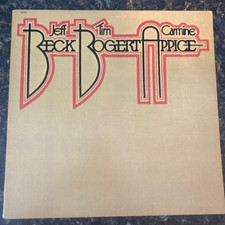 Jeff Tim Carmine
Beck Bogert Appice